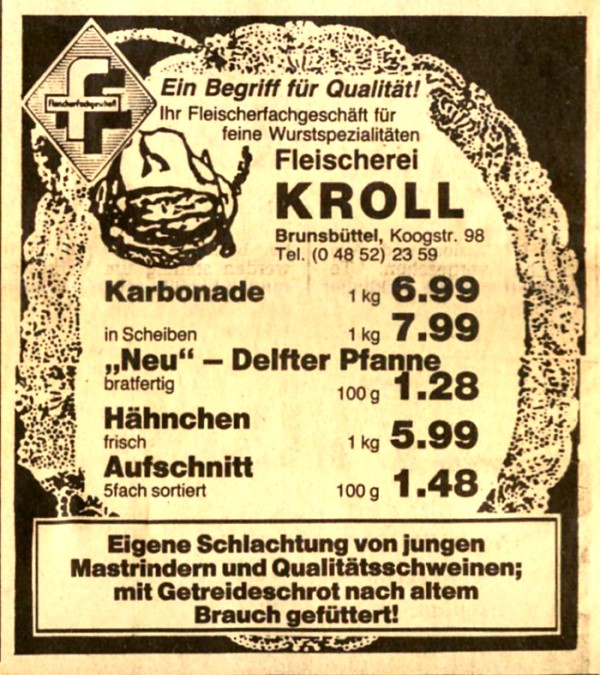 Fleischerfachgeschäft
Ein Begriff für Qualität!
Ihr Fleischerfachgeschäft für
feine Wurstspezialitäten
Fleischerei
KROLL
Brunsbüttel, Koogstr. 98
Tel. (0 48 52) 23 59
Karbonade 1 kg 6.99
in Scheiben 1 kg 7.99
„Neu“ – Delfter Pfanne
bratfertig 100 g 1.28
Hähnchen
frisch 1 kg 5.99
Aufschnitt
5fach sortiert 100 g 1.48
Eigene Schlachtung von jungen
Mastrindern und Qualitätsschweinen;
mit Getreideschrot nach altem
Brauch gefüttert!